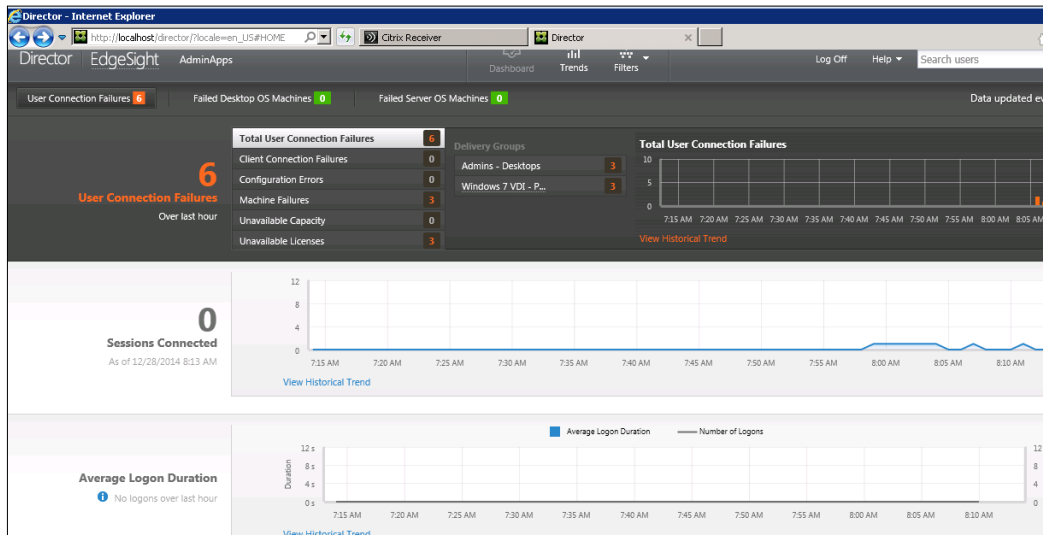 Director - Internet Explorer
http://localhost/director/?locale=en_US#HOME
Citrix Receiver
Director
Director EdgeSight AdminApps
Dashboard Trends Filters
Log Off Help Search users
User Connection Failures 6 Failed Desktop OS Machines 0 Failed Server OS Machines 0
Data updated ev
6
User Connection Failures
Over last hour
Total User Connection Failures 6
Client Connection Failures 0
Configuration Errors 0
Machine Failures 3
Unavailable Capacity 0
Unavailable Licenses 3
Delivery Groups
Admins - Desktops 3
Windows 7 VDI - P... 3
Total User Connection Failures
10
5
0
7:15 AM 7:20 AM 7:25 AM 7:30 AM 7:35 AM 7:40 AM 7:45 AM 7:50 AM 7:55 AM 8:00 AM 8:05 AM
View Historical Trend
0
Sessions Connected
As of 12/28/2014 8:13 AM
12
8
4
0
7:15 AM 7:20 AM 7:25 AM 7:30 AM 7:35 AM 7:40 AM 7:45 AM 7:50 AM 7:55 AM 8:00 AM 8:05 AM 8:10 AM
View Historical Trend
Average Logon Duration
No logons over last hour
Average Logon Duration Number of Logons
Duration
12 s
8 s
4 s
0 s
12
8
4
0
7:15 AM 7:20 AM 7:25 AM 7:30 AM 7:35 AM 7:40 AM 7:45 AM 7:50 AM 7:55 AM 8:00 AM 8:05 AM 8:10 AM
View Historical Trend